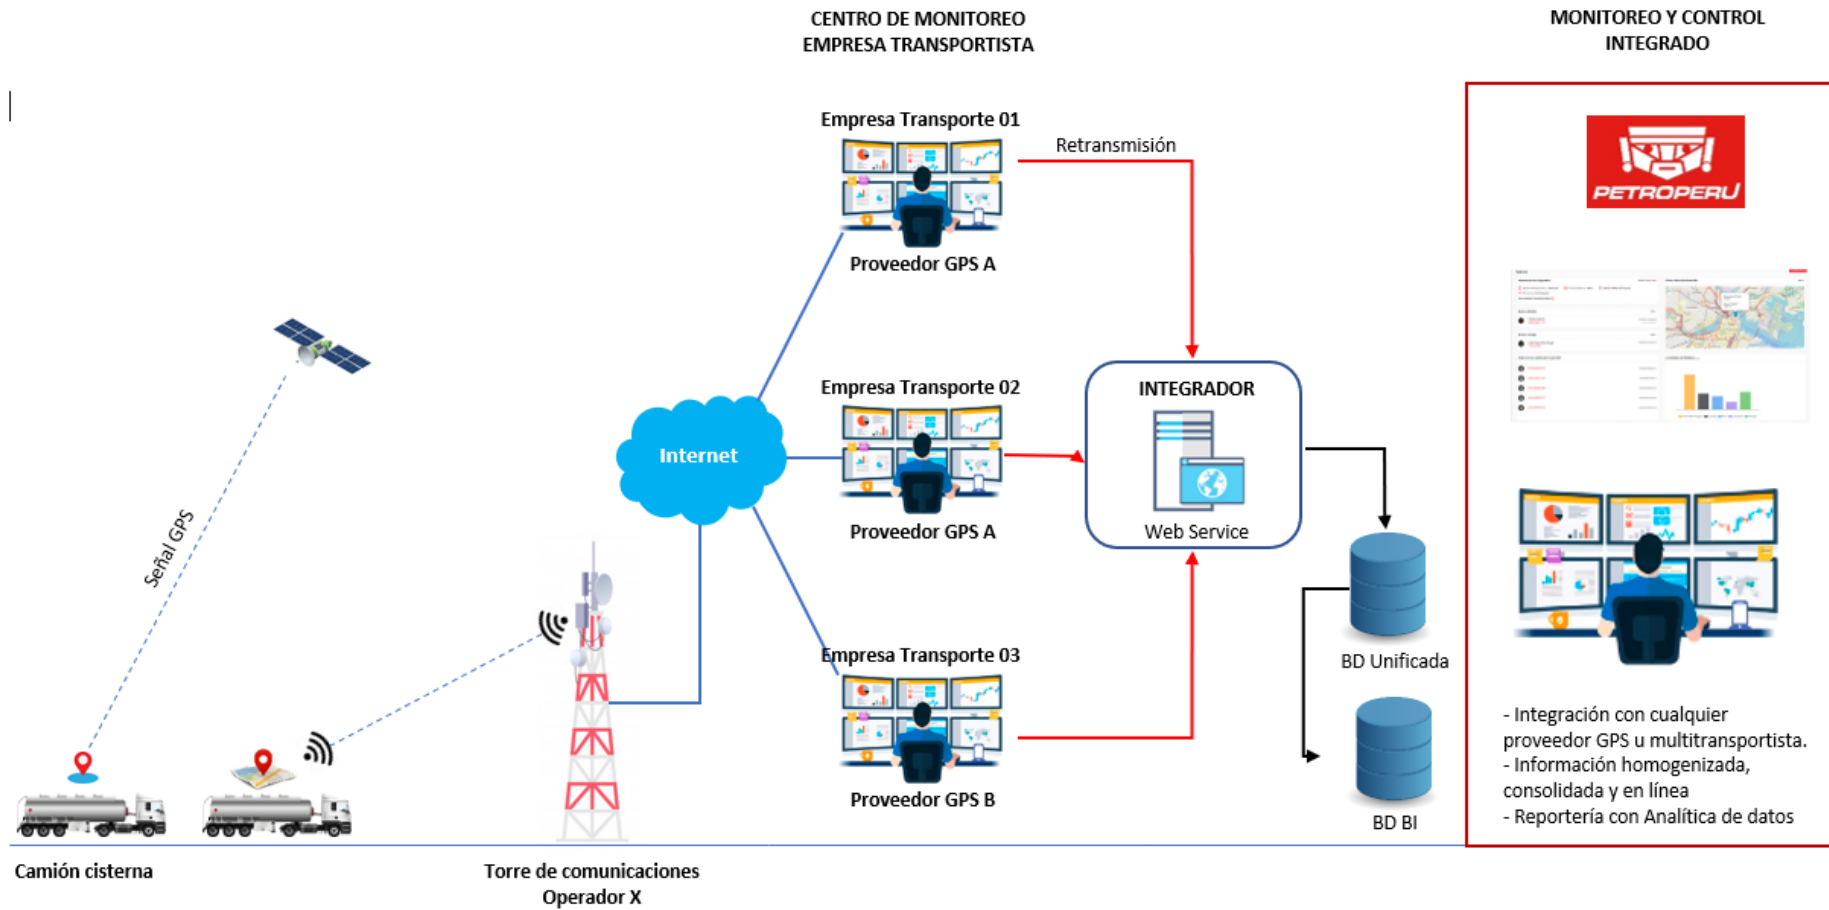 CENTRO DE MONITOREO
EMPRESA TRANSPORTISTA
MONITOREO Y CONTROL
INTEGRADO
Empresa Transporte 01
Retransmisión
Proveedor GPS A
PETROPERU
Señal GPS
Internet
Empresa Transporte 02
Proveedor GPS A
INTEGRADOR
Web Service
Empresa Transporte 03
Proveedor GPS B
BD Unificada
BD BI
- Integración con cualquier
proveedor GPS u multitransportista.
- Información homogenizada,
consolidada y en línea
- Reportería con Analítica de datos
Camión cisterna
Torre de comunicaciones
Operador X